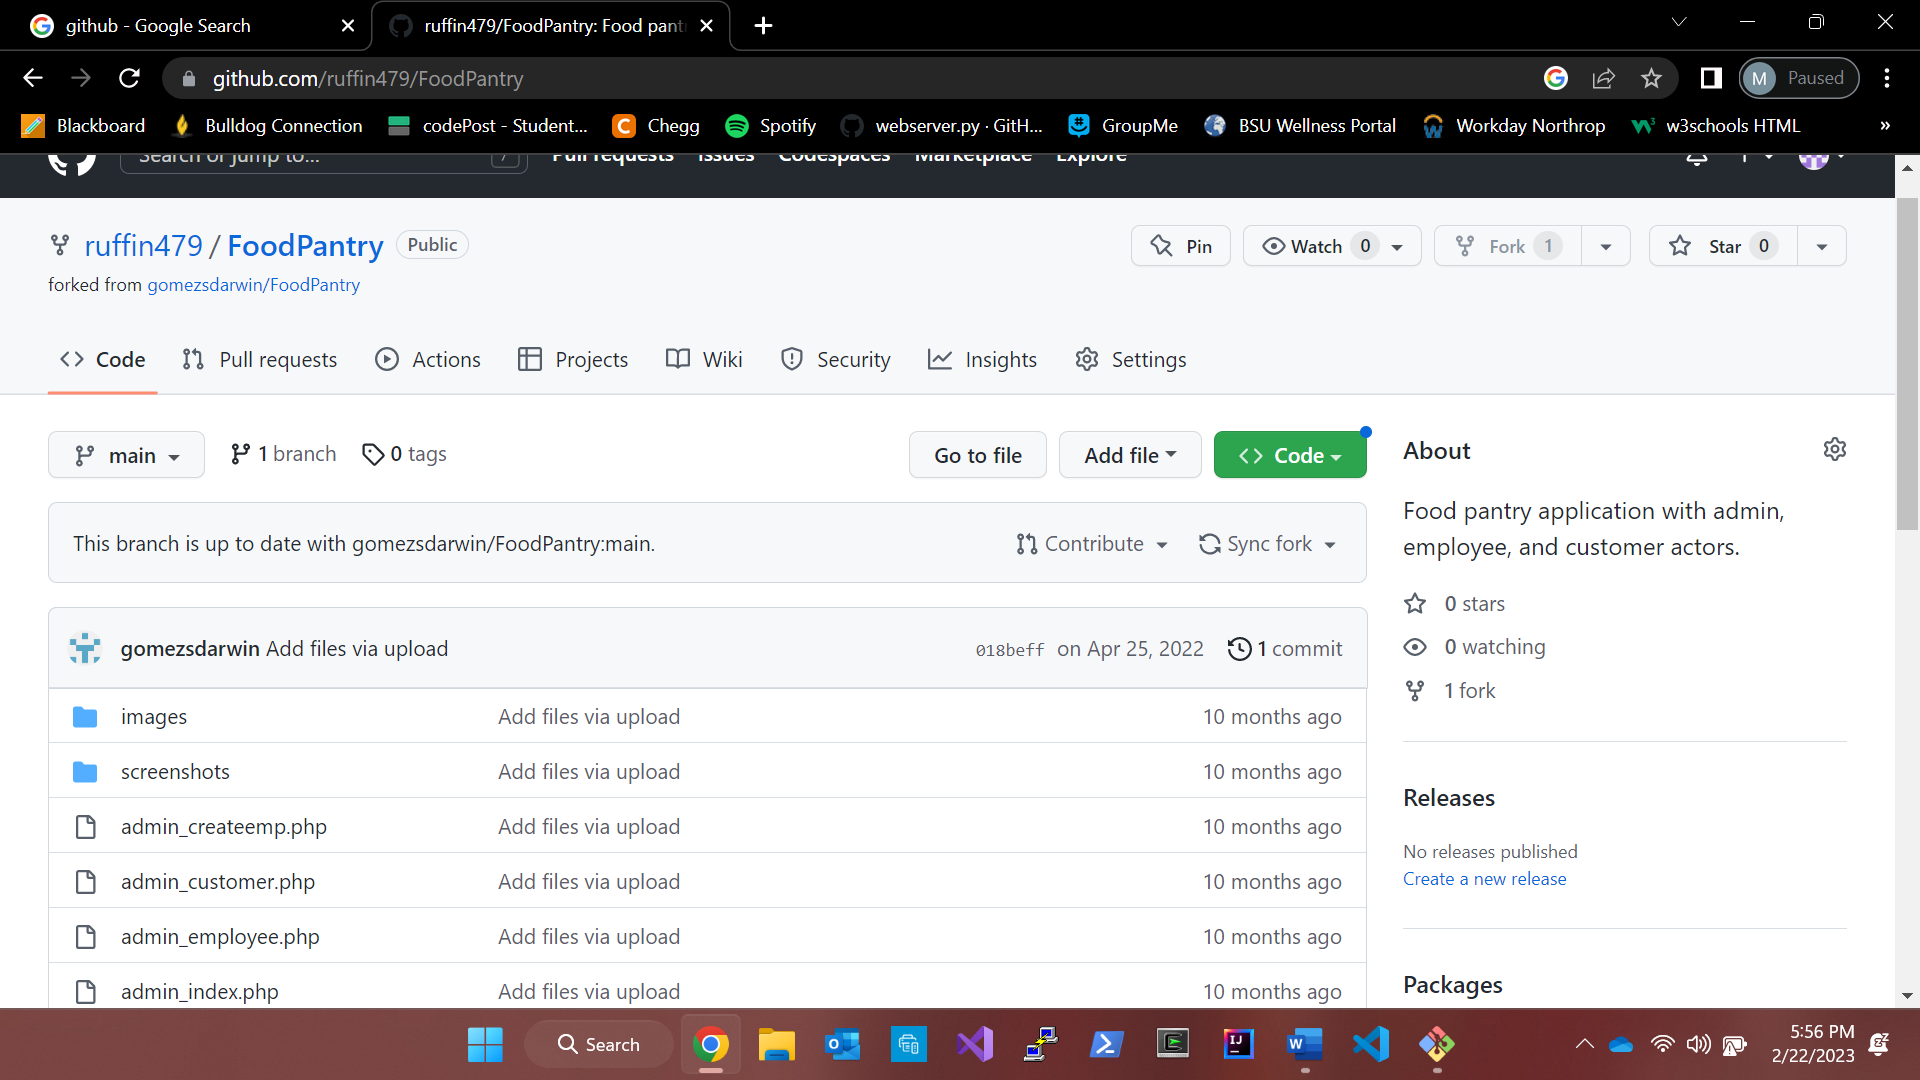 github - Google Search
ruffin479/FoodPantry: Food pant
github.com/ruffin479/FoodPantry
M Paused
Blackboard Bulldog Connection codePost - Student... Chegg Spotify webserver.py · GitH... GroupMe BSU Wellness Portal Workday Northrop w3schools HTML »
Search or jump to... /
Pull requests Issues Codespaces Marketplace Explore
ruffin479 / FoodPantry Public
Pin Watch 0 Fork 1 Star 0
forked from gomezsdarwin/FoodPantry
Code Pull requests Actions Projects Wiki Security Insights Settings
main 1 branch 0 tags Go to file Add file Code
This branch is up to date with gomezsdarwin/FoodPantry:main. Contribute Sync fork
gomezsdarwin Add files via upload 018beff on Apr 25, 2022 1 commit
images Add files via upload 10 months ago
screenshots Add files via upload 10 months ago
admin_createemp.php Add files via upload 10 months ago
admin_customer.php Add files via upload 10 months ago
admin_employee.php Add files via upload 10 months ago
admin_index.php Add files via upload 10 months ago
About
Food pantry application with admin,
employee, and customer actors.
0 stars
0 watching
1 fork
Releases
No releases published
Create a new release
Packages
Search
5:56 PM
2/22/2023